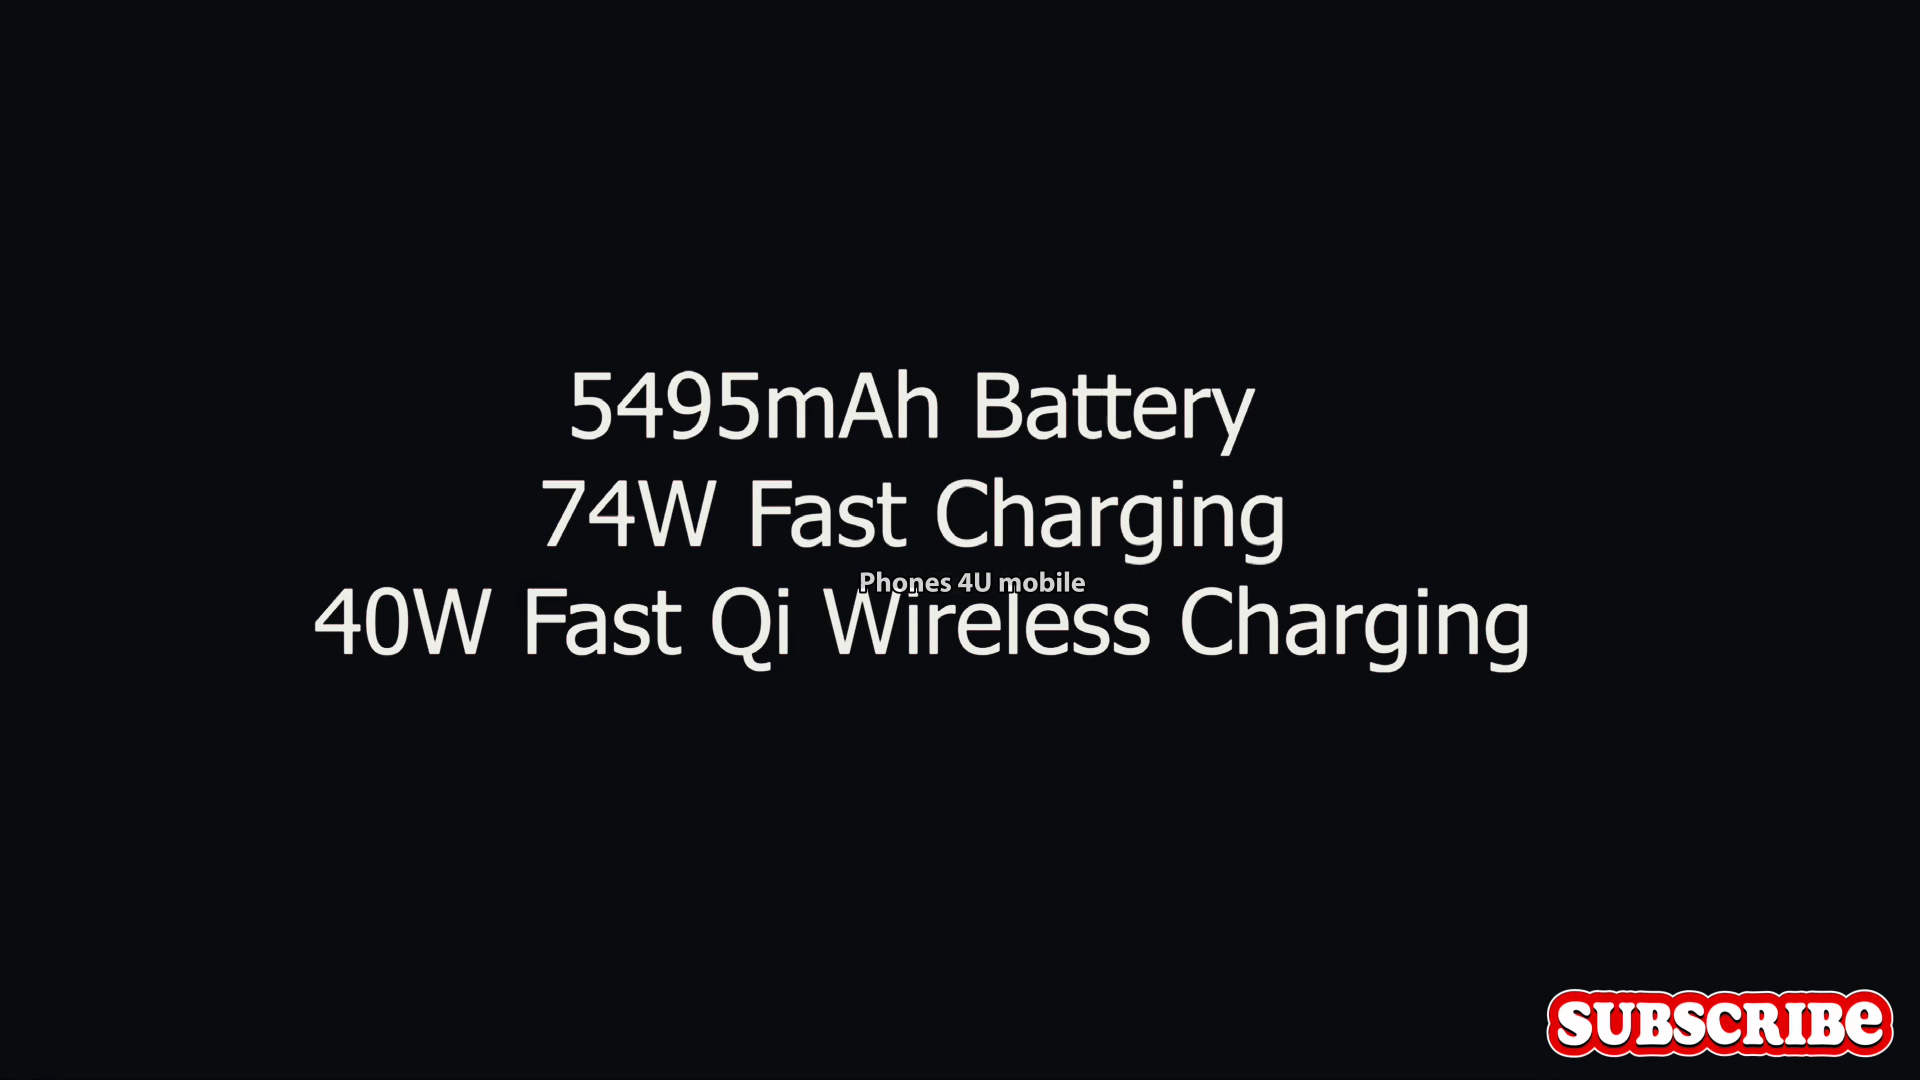 5495mAh Battery
74W Fast Charging
Phones 4U mobile
40W Fast Qi Wireless Charging
SUBSCRIBe